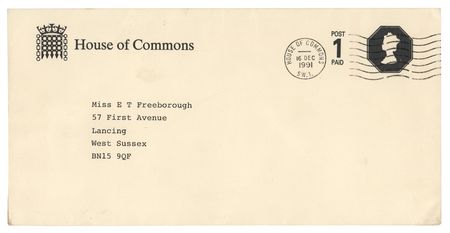 House of Commons
HOUSE OF COMMONS
16 DEC
1991
S.W.1.
POST
1
PAID
Miss E T Freeborough
57 First Avenue
Lancing
West Sussex
BN15 9QF